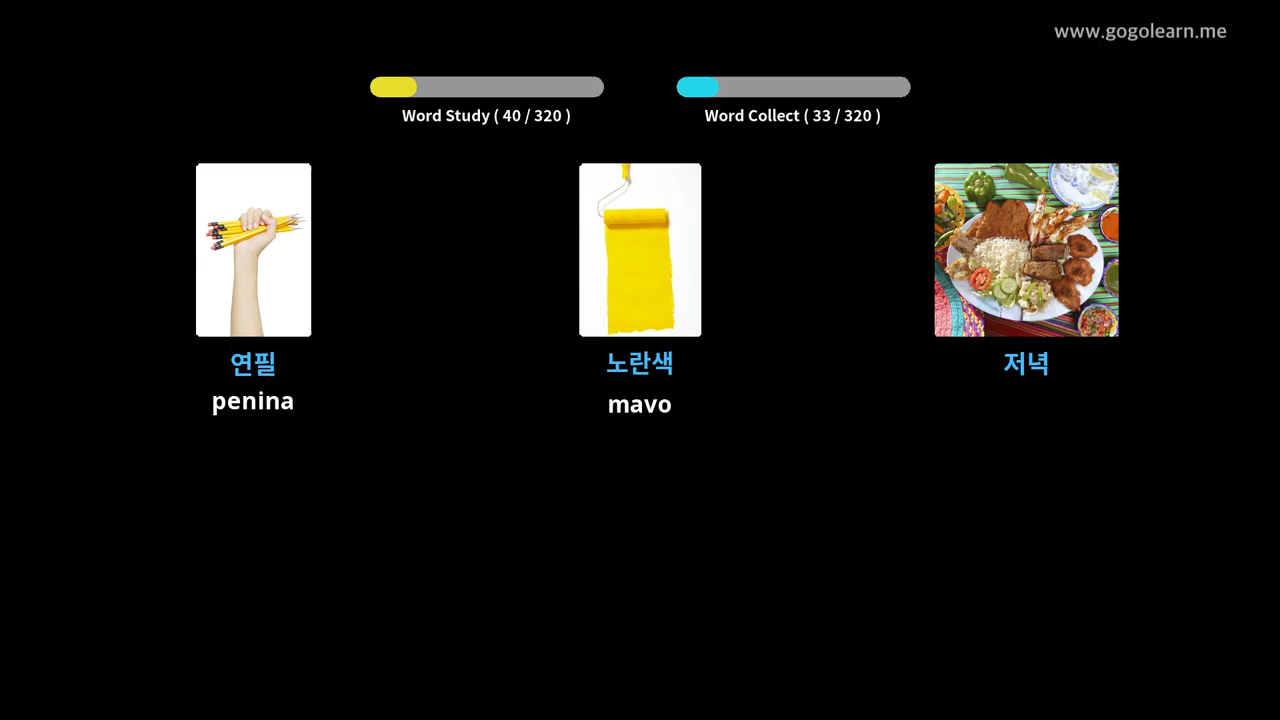 www.gogolearn.me
Word Study ( 40 / 320 )
Word Collect ( 33 / 320 )
연필
노란색
저녁
penina
mavo